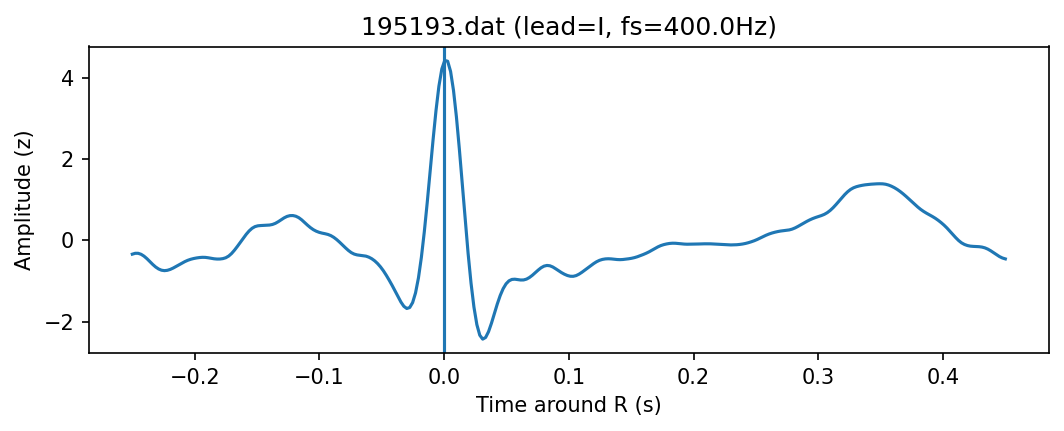 195193.dat (lead=I, fs=400.0Hz)
Amplitude (z)
4
2
0
−2
−0.2 −0.1 0.0 0.1 0.2 0.3 0.4
Time around R (s)